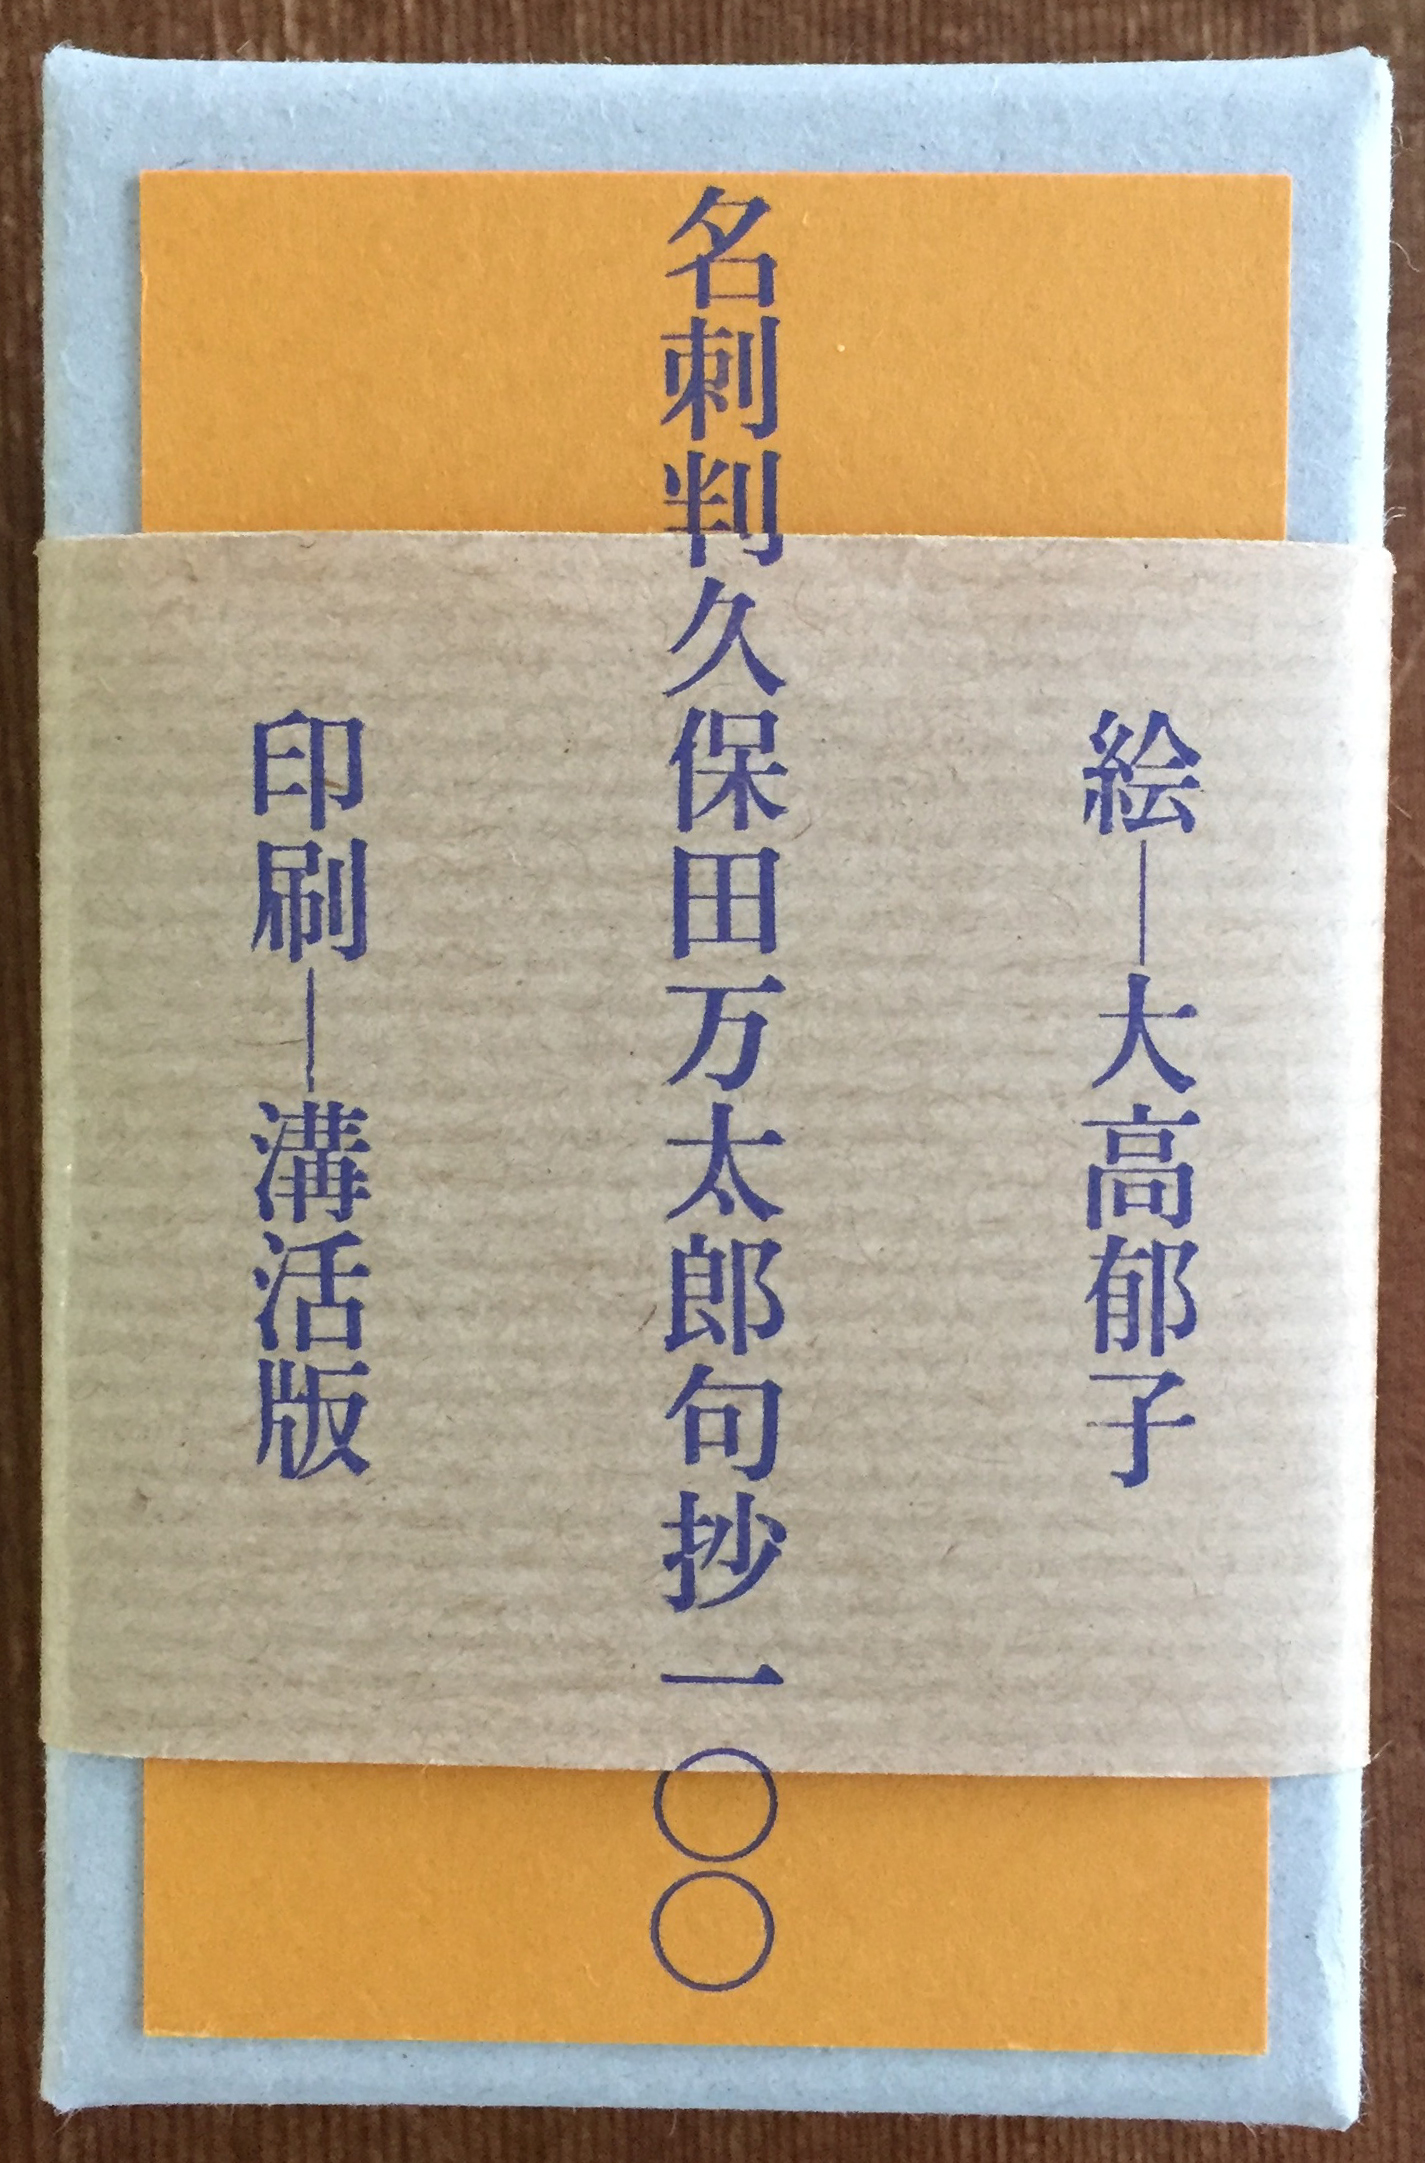 絵―大高郁子
名刺判久保田万太郎句抄一〇〇
印刷―溝活版